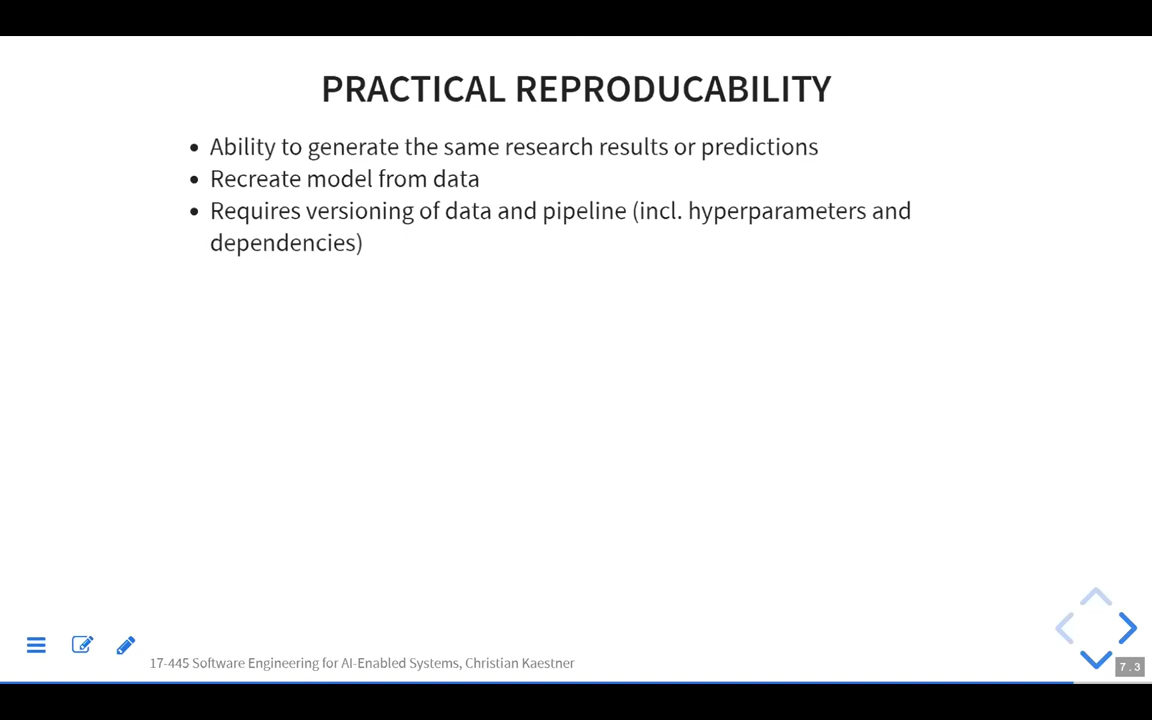 PRACTICAL REPRODUCABILITY
• Ability to generate the same research results or predictions
• Recreate model from data
• Requires versioning of data and pipeline (incl. hyperparameters and
dependencies)
17-445 Software Engineering for AI-Enabled Systems, Christian Kaestner
7.3